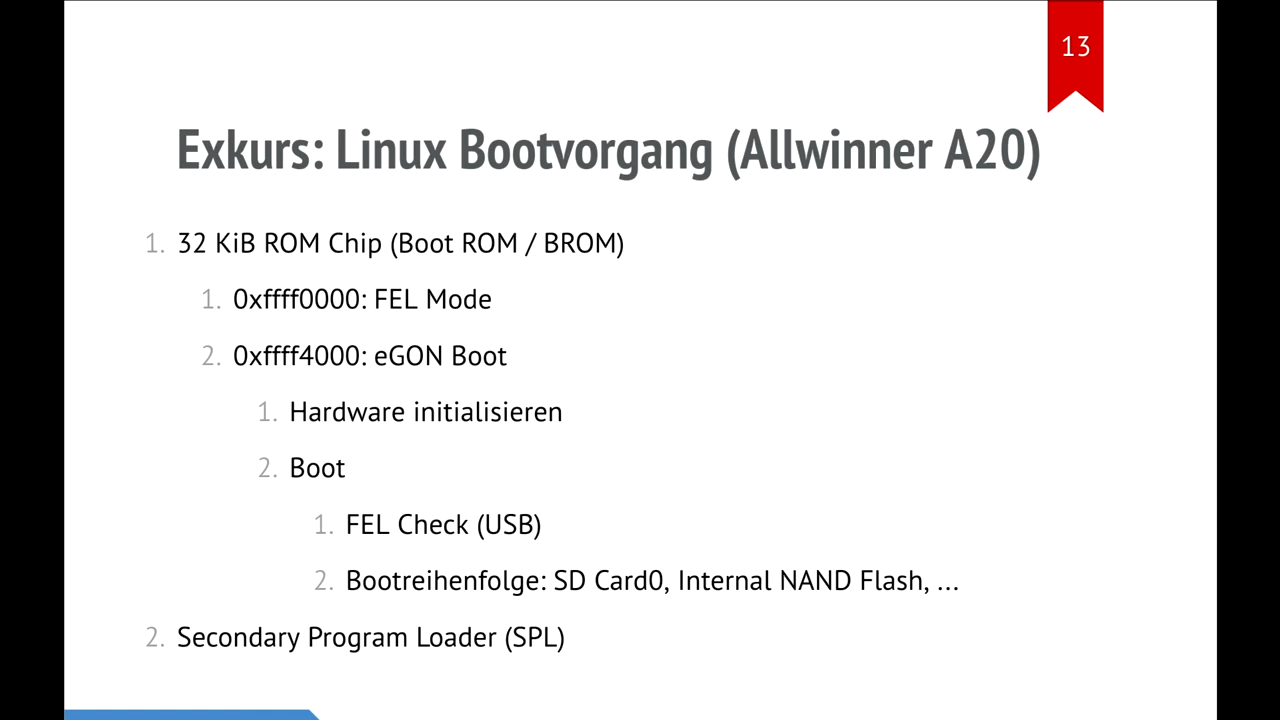 13
Exkurs: Linux Bootvorgang (Allwinner A20)
1. 32 KiB ROM Chip (Boot ROM / BROM)
1. 0xffff0000: FEL Mode
2. 0xffff4000: eGON Boot
1. Hardware initialisieren
2. Boot
1. FEL Check (USB)
2. Bootreihenfolge: SD Card0, Internal NAND Flash, ...
2. Secondary Program Loader (SPL)